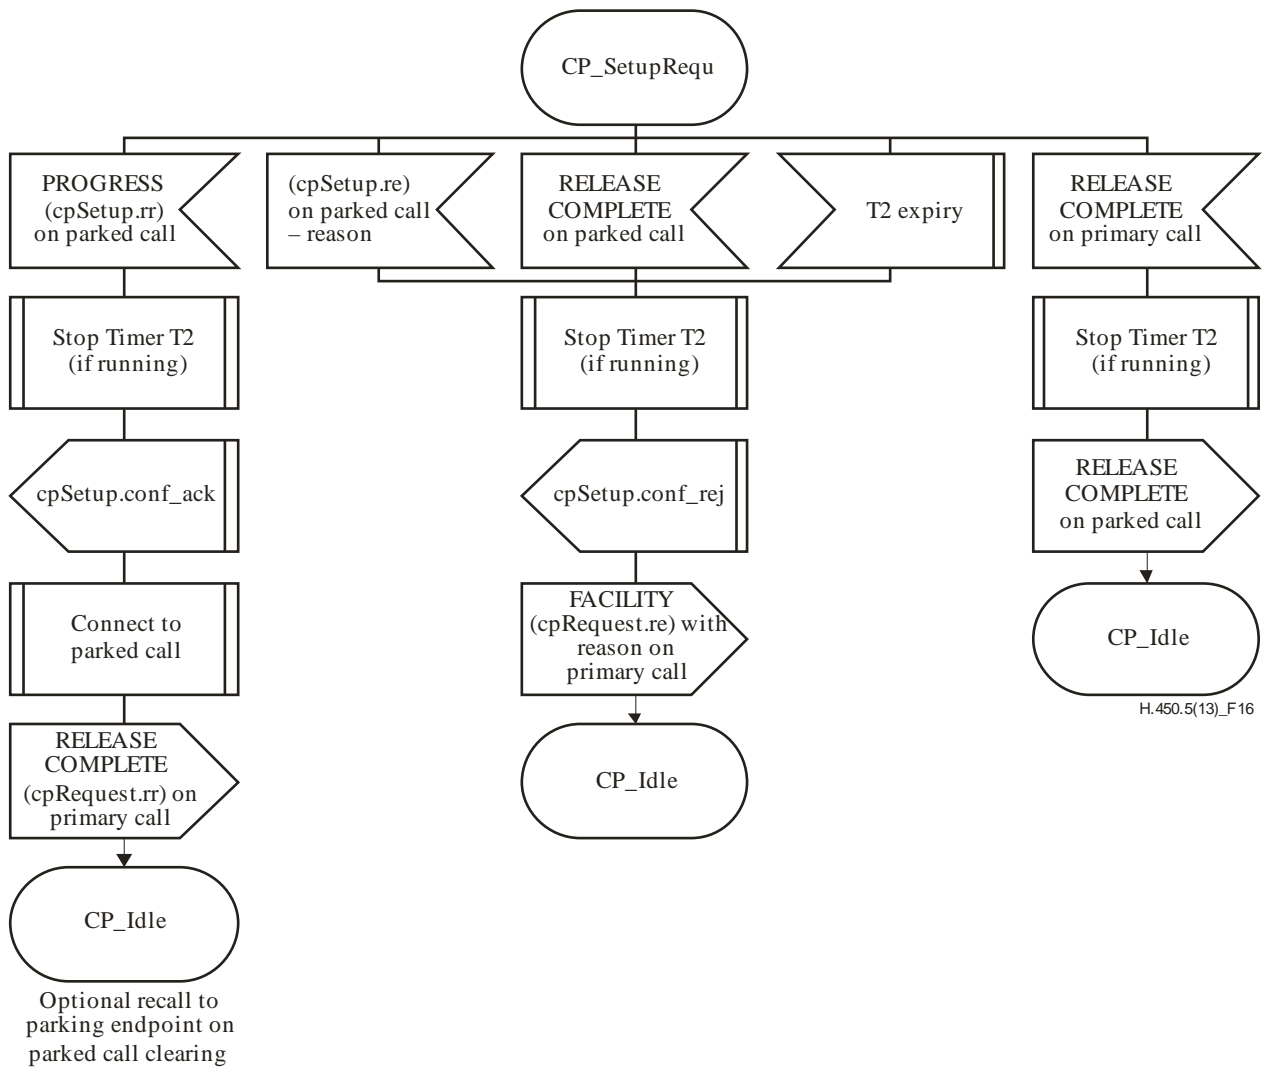 CP_SetupRequ
PROGRESS
(cpSetup.rr)
on parked call
(cpSetup.re)
on parked call
– reason
RELEASE
COMPLETE
on parked call
T2 expiry
RELEASE
COMPLETE
on primary call
Stop Timer T2
(if running)
Stop Timer T2
(if running)
Stop Timer T2
(if running)
cpSetup.conf_ack
cpSetup.conf_rej
RELEASE
COMPLETE
on parked call
Connect to
parked call
FACILITY
(cpRequest.re) with
reason on
primary call
CP_Idle
H.450.5(13)_F16
RELEASE
COMPLETE
(cpRequest.rr) on
primary call
CP_Idle
CP_Idle
Optional recall to
parking endpoint on
parked call clearing